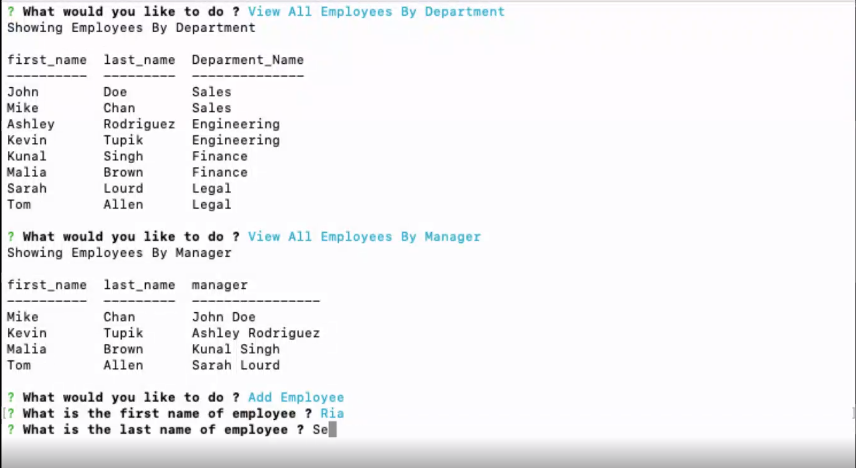 ? What would you like to do ? View All Employees By Department
Showing Employees By Department
first_name  last_name  Deparment_Name
----------  ---------  --------------
John        Doe        Sales
Mike        Chan       Sales
Ashley      Rodriguez  Engineering
Kevin       Tupik      Engineering
Kunal       Singh      Finance
Malia       Brown      Finance
Sarah       Lourd      Legal
Tom         Allen      Legal
? What would you like to do ? View All Employees By Manager
Showing Employees By Manager
first_name  last_name  manager
----------  ---------  ----------------
Mike        Chan       John Doe
Kevin       Tupik      Ashley Rodriguez
Malia       Brown      Kunal Singh
Tom         Allen      Sarah Lourd
? What would you like to do ? Add Employee
[? What is the first name of employee ? Ria ]
? What is the last name of employee ? Se